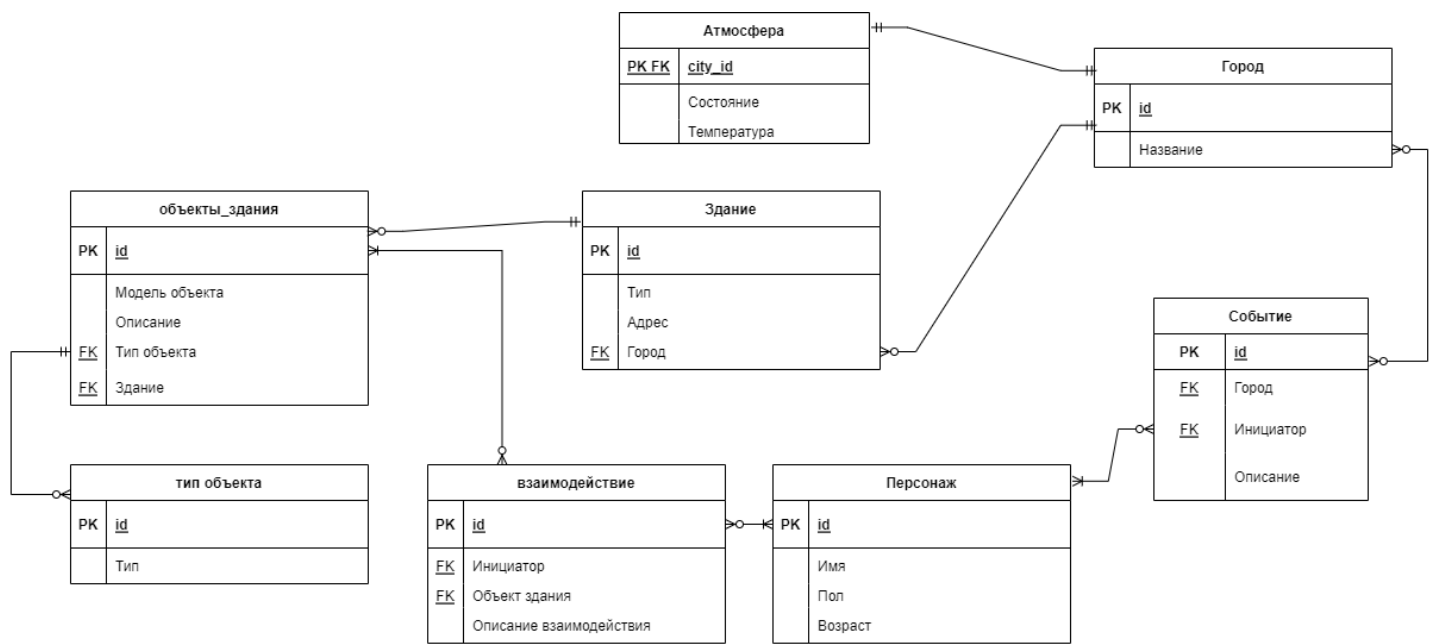 Атмосфера
PK FK city_id
Состояние
Температура
Город
PK id
Название
объекты_здания
PK id
Модель объекта
Описание
FK Тип объекта
FK Здание
Здание
PK id
Тип
Адрес
FK Город
Событие
PK id
FK Город
FK Инициатор
Описание
тип объекта
PK id
Тип
взаимодействие
PK id
FK Инициатор
FK Объект здания
Описание взаимодействия
Персонаж
PK id
Имя
Пол
Возраст